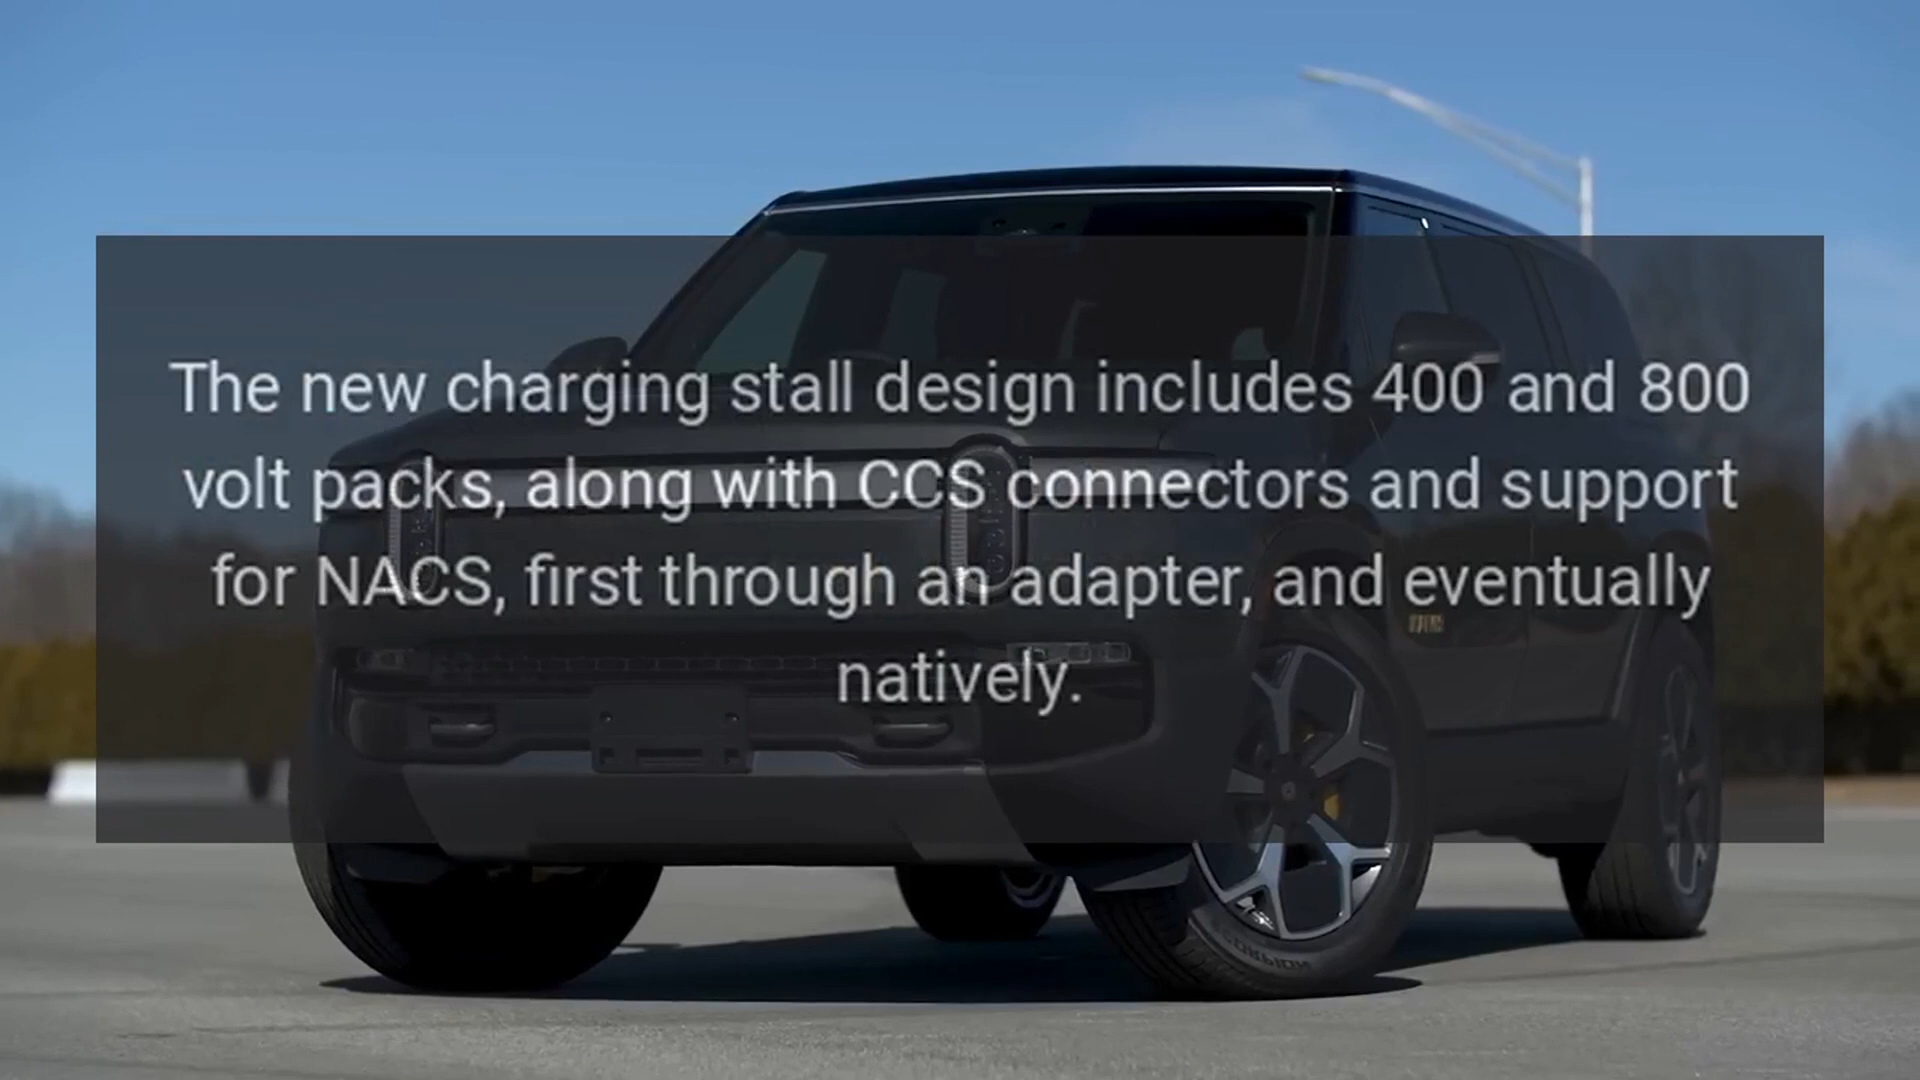 The new charging stall design includes 400 and 800
volt packs, along with CCS connectors and support
for NACS, first through an adapter, and eventually
natively.